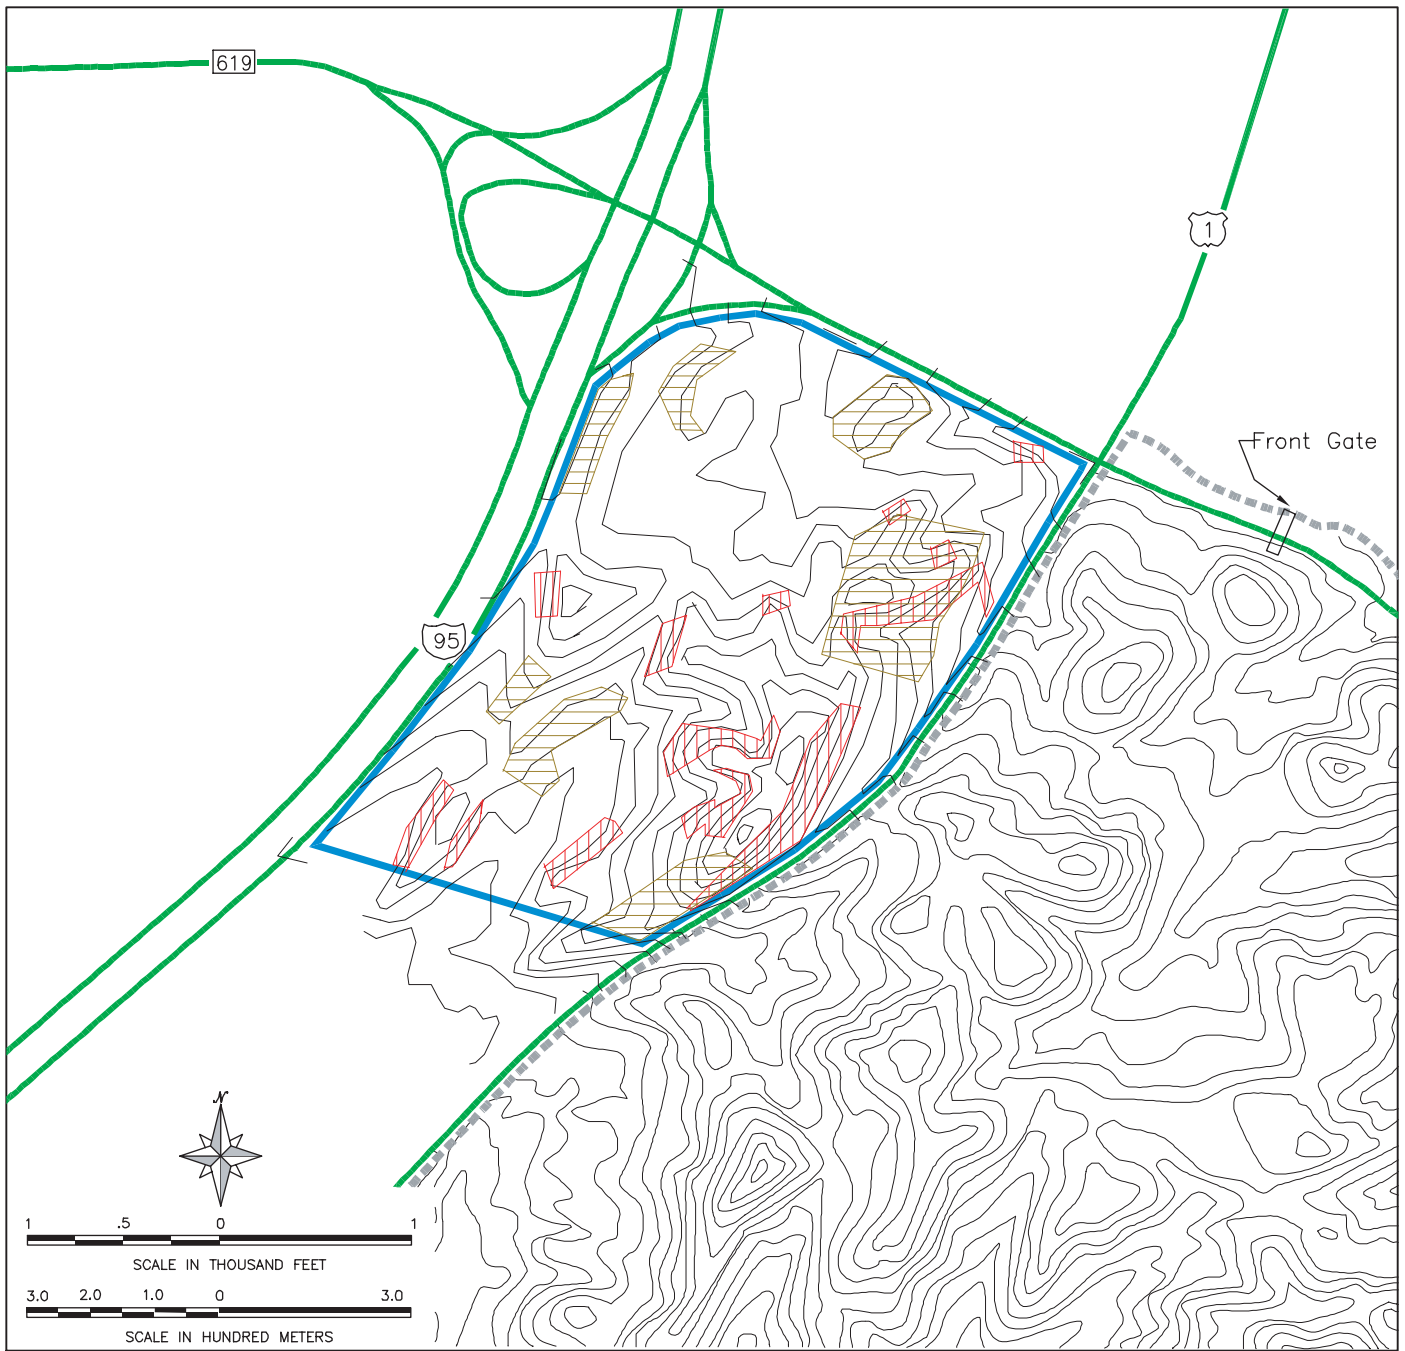 619
1
Front Gate
95
N
1 .5 0 1
SCALE IN THOUSAND FEET
3.0 2.0 1.0 0 3.0
SCALE IN HUNDRED METERS